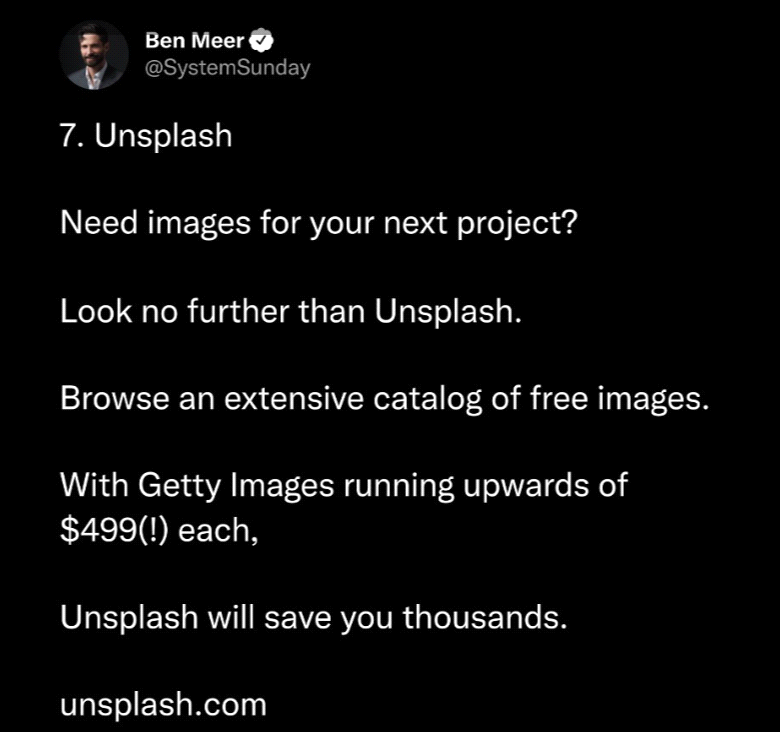 Ben Meer
@SystemSunday
7. Unsplash
Need images for your next project?
Look no further than Unsplash.
Browse an extensive catalog of free images.
With Getty Images running upwards of
$499(!) each,
Unsplash will save you thousands.
unsplash.com